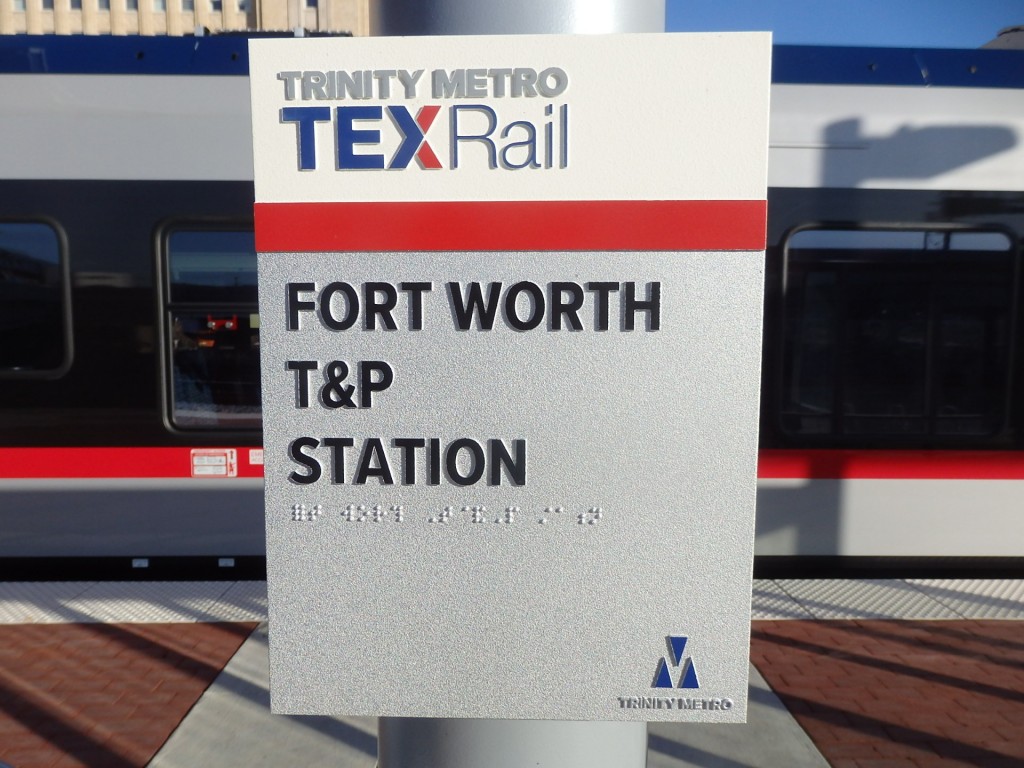 TRINITY METRO
TEXRail
FORT WORTH
T&P
STATION
TRINITY METRO